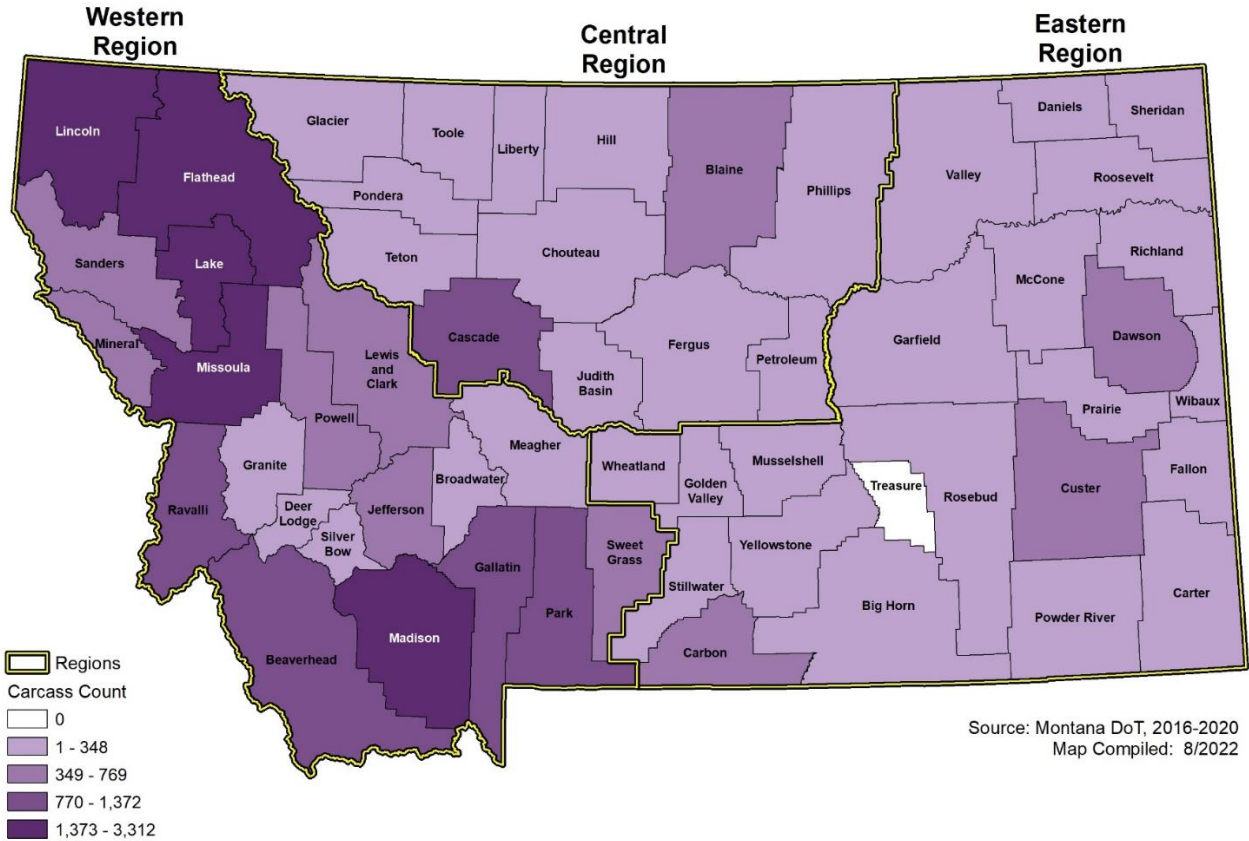 Western
Region
Central
Region
Eastern
Region
Lincoln
Flathead
Glacier
Toole
Liberty
Hill
Blaine
Phillips
Valley
Daniels
Sheridan
Roosevelt
Pondera
Teton
Chouteau
Sanders
Lake
Richland
McCone
Dawson
Garfield
Mineral
Missoula
Cascade
Lewis
and
Clark
Judith
Basin
Fergus
Petroleum
Prairie
Wibaux
Powell
Granite
Meagher
Broadwater
Wheatland
Golden
Valley
Musselshell
Treasure
Rosebud
Custer
Fallon
Ravalli
Deer
Lodge
Silver
Bow
Jefferson
Gallatin
Park
Sweet
Grass
Stillwater
Yellowstone
Big Horn
Powder River
Carter
Beaverhead
Madison
Carbon
Regions
Carcass Count
0
1 - 348
349 - 769
770 - 1,372
1,373 - 3,312
Source: Montana DoT, 2016-2020
Map Compiled: 8/2022